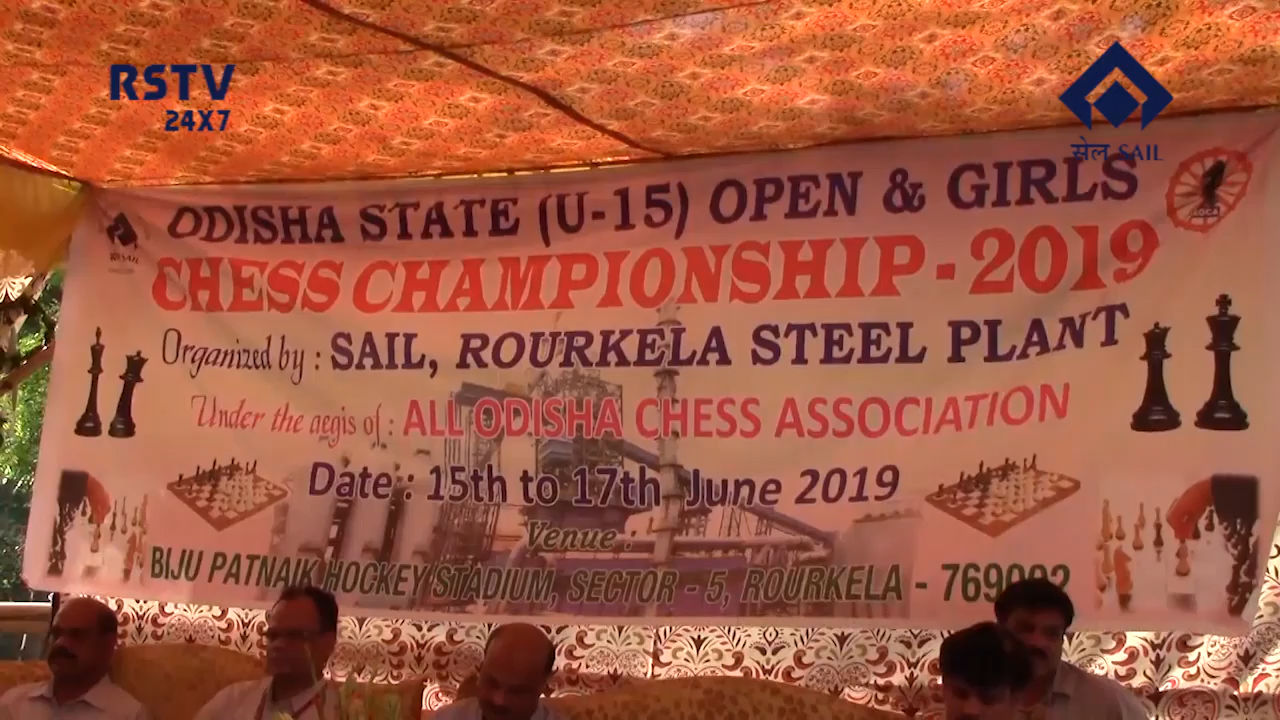 RSTV
24X7
सेल SAIL
ODISHA STATE (U-15) OPEN & GIRLS
CHESS CHAMPIONSHIP - 2019
Organized by : SAIL, ROURKELA STEEL PLANT
Under the aegis of : ALL ODISHA CHESS ASSOCIATION
Date : 15th to 17th June 2019
Venue :
BIJU PATNAIK HOCKEY STADIUM, SECTOR - 5, ROURKELA - 769002
AOCA